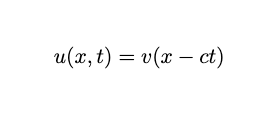 u(x, t) = v(x − ct)